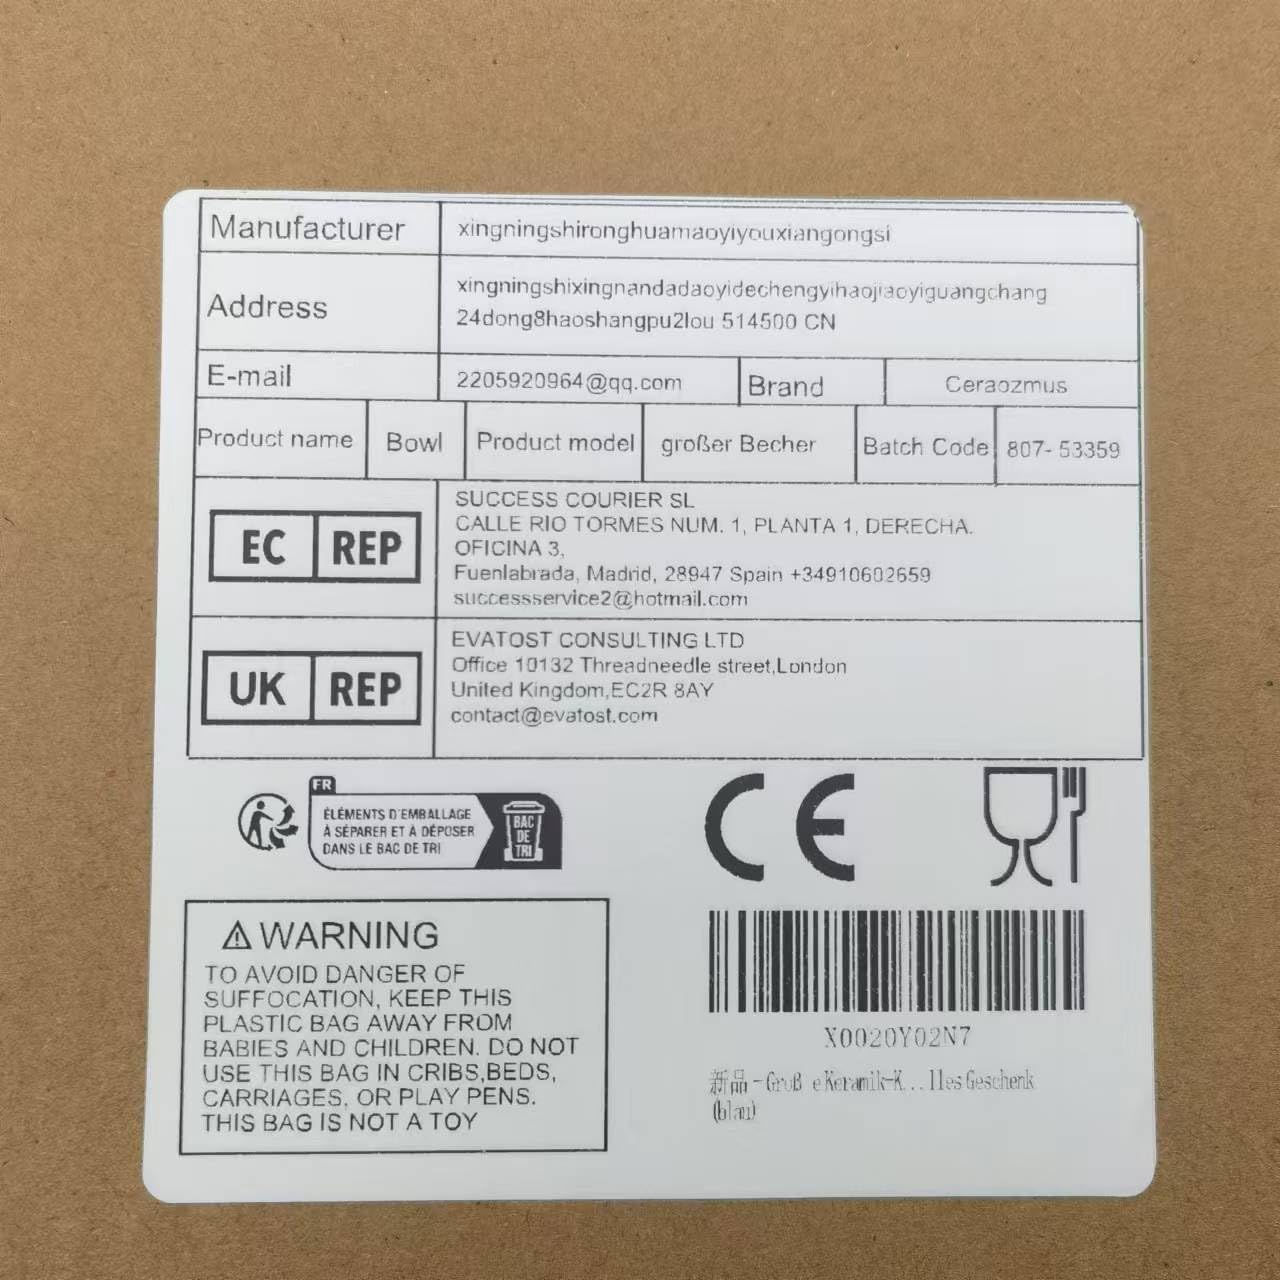 Manufacturer xingningshironghuamaoyiyouxiangongsi
Address xingningshixingnandadaoyidechengyihaojiaoyiguangchang
24dong8haoshangpu2lou 514500 CN
E-mail 2205920964@qq.com Brand Ceraozmus
Product name Bowl Product model großer Becher Batch Code 807- 53359
EC REP
SUCCESS COURIER SL
CALLE RIO TORMES NUM. 1, PLANTA 1, DERECHA.
OFICINA 3,
Fuenlabrada, Madrid, 28947 Spain +34910602659
successservice2@hotmail.com
UK REP
EVATOST CONSULTING LTD
Office 10132 Threadneedle street,London
United Kingdom,EC2R 8AY
contact@evatost.com
FR
ÉLÉMENTS D'EMBALLAGE
À SÉPARER ET À DÉPOSER
DANS LE BAC DE TRI
BAC
DE
TRI
CE
WARNING
TO AVOID DANGER OF
SUFFOCATION, KEEP THIS
PLASTIC BAG AWAY FROM
BABIES AND CHILDREN. DO NOT
USE THIS BAG IN CRIBS,BEDS,
CARRIAGES, OR PLAY PENS.
THIS BAG IS NOT A TOY
X0020Y02N7
新品 - Groß e Keramik-K...lles Geschenk
(blau)